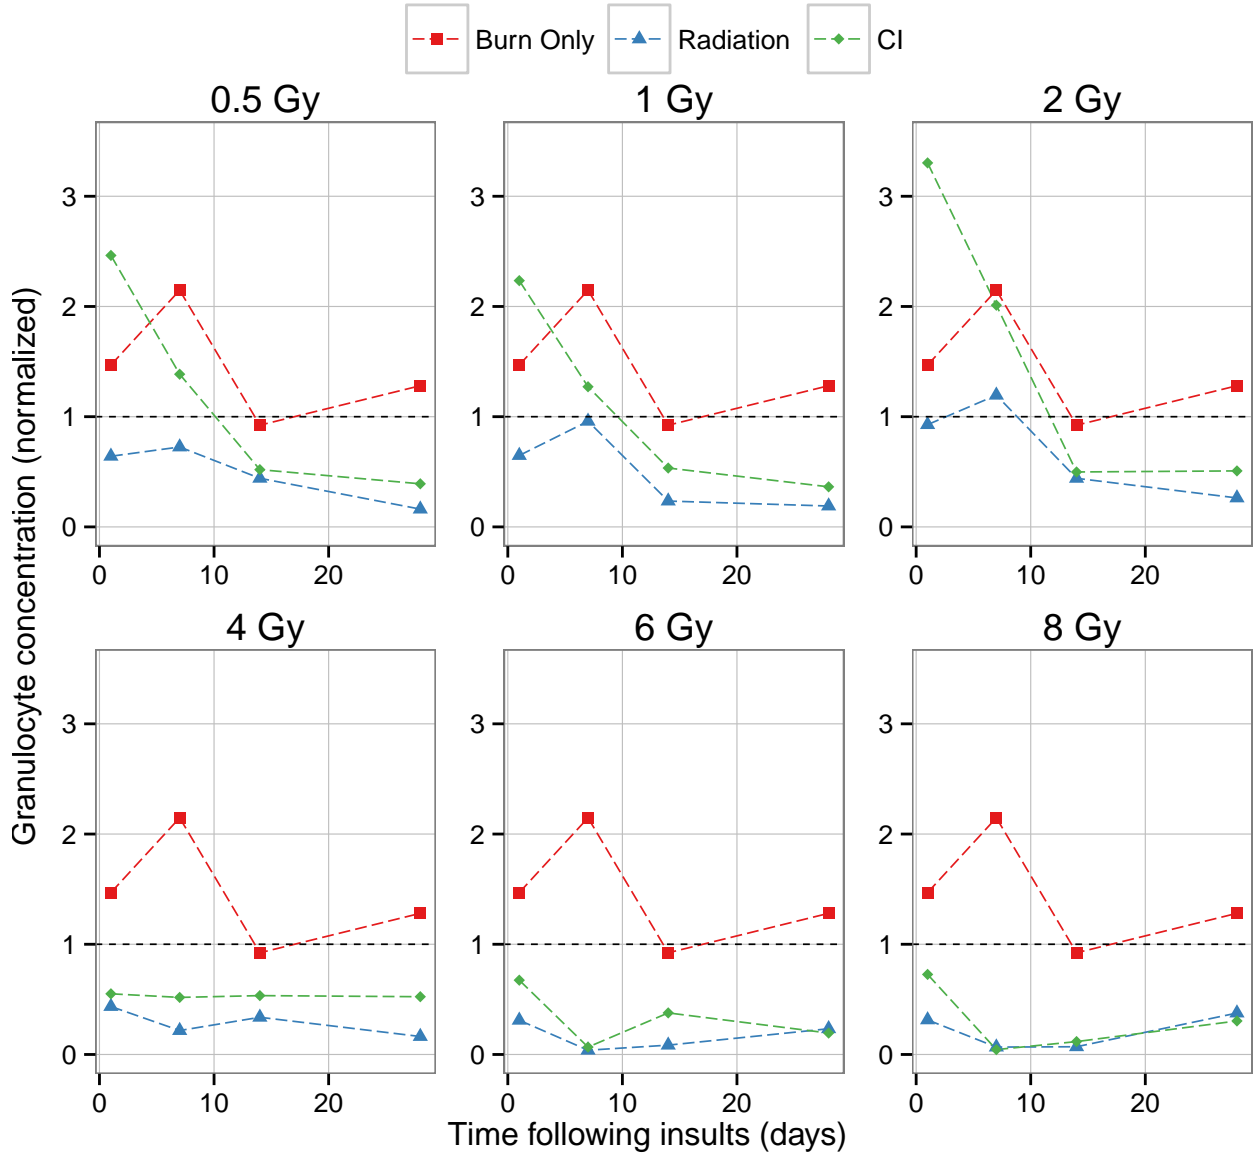 Burn Only Radiation CI
0.5 Gy 1 Gy 2 Gy
3 3 3
2 2 2
1 1 1
0 0 0
0 10 20 0 10 20 0 10 20
Granulocyte concentration (normalized)
4 Gy 6 Gy 8 Gy
3 3 3
2 2 2
1 1 1
0 0 0
0 10 20 0 10 20 0 10 20
Time following insults (days)